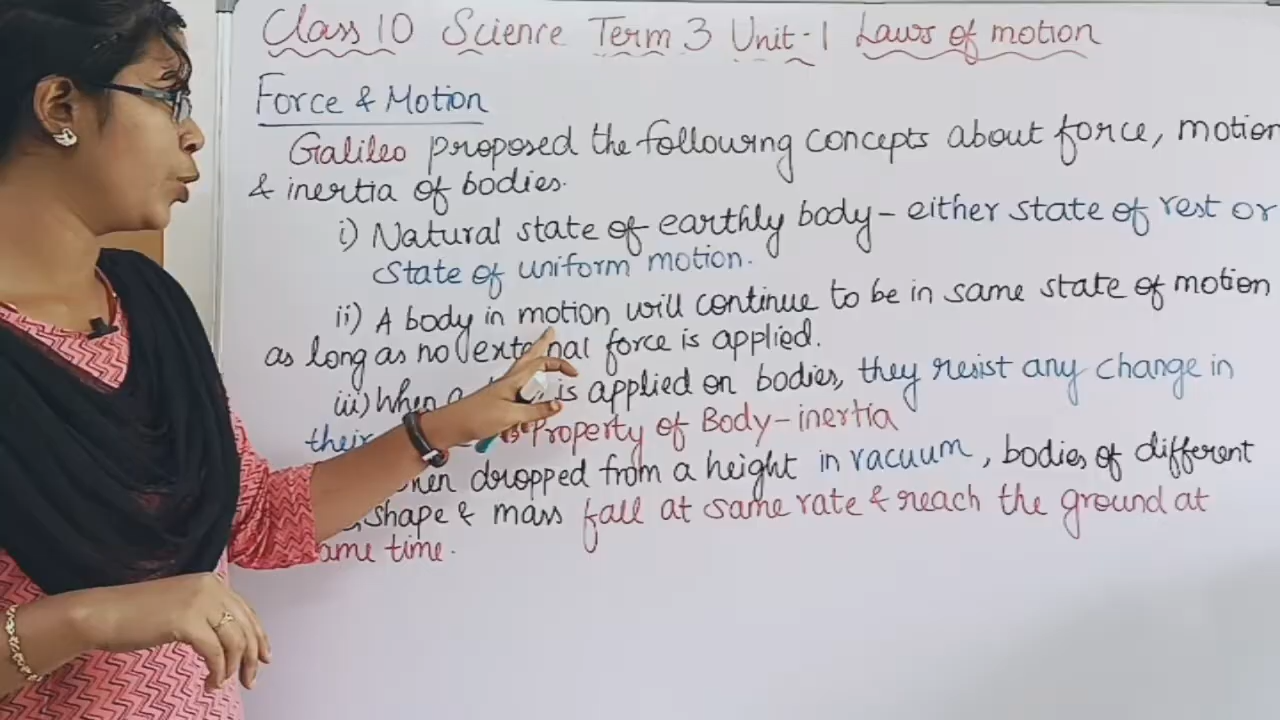 Class 10 Science Term 3 Unit-1 Laws of motion
Force & Motion
Galileo proposed the following concepts about force, motion
& inertia of bodies.
i) Natural state of earthly body - either state of rest or
state of uniform motion.
ii) A body in motion will continue to be in same state of motion
as long as no external force is applied.
iii) When a is applied on bodies, they resist any change in
their Property of Body - inertia
dropped from a height in vacuum, bodies of different
shape & mass fall at same rate & reach the ground at
time.